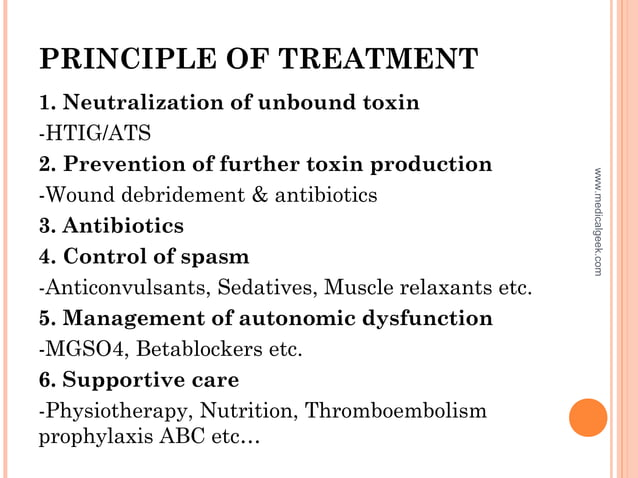 PRINCIPLE OF TREATMENT
1. Neutralization of unbound toxin
-HTIG/ATS
2. Prevention of further toxin production
-Wound debridement & antibiotics
3. Antibiotics
4. Control of spasm
-Anticonvulsants, Sedatives, Muscle relaxants etc.
5. Management of autonomic dysfunction
-MGSO4, Betablockers etc.
6. Supportive care
-Physiotherapy, Nutrition, Thromboembolism
prophylaxis ABC etc…
www.medicalgeek.com